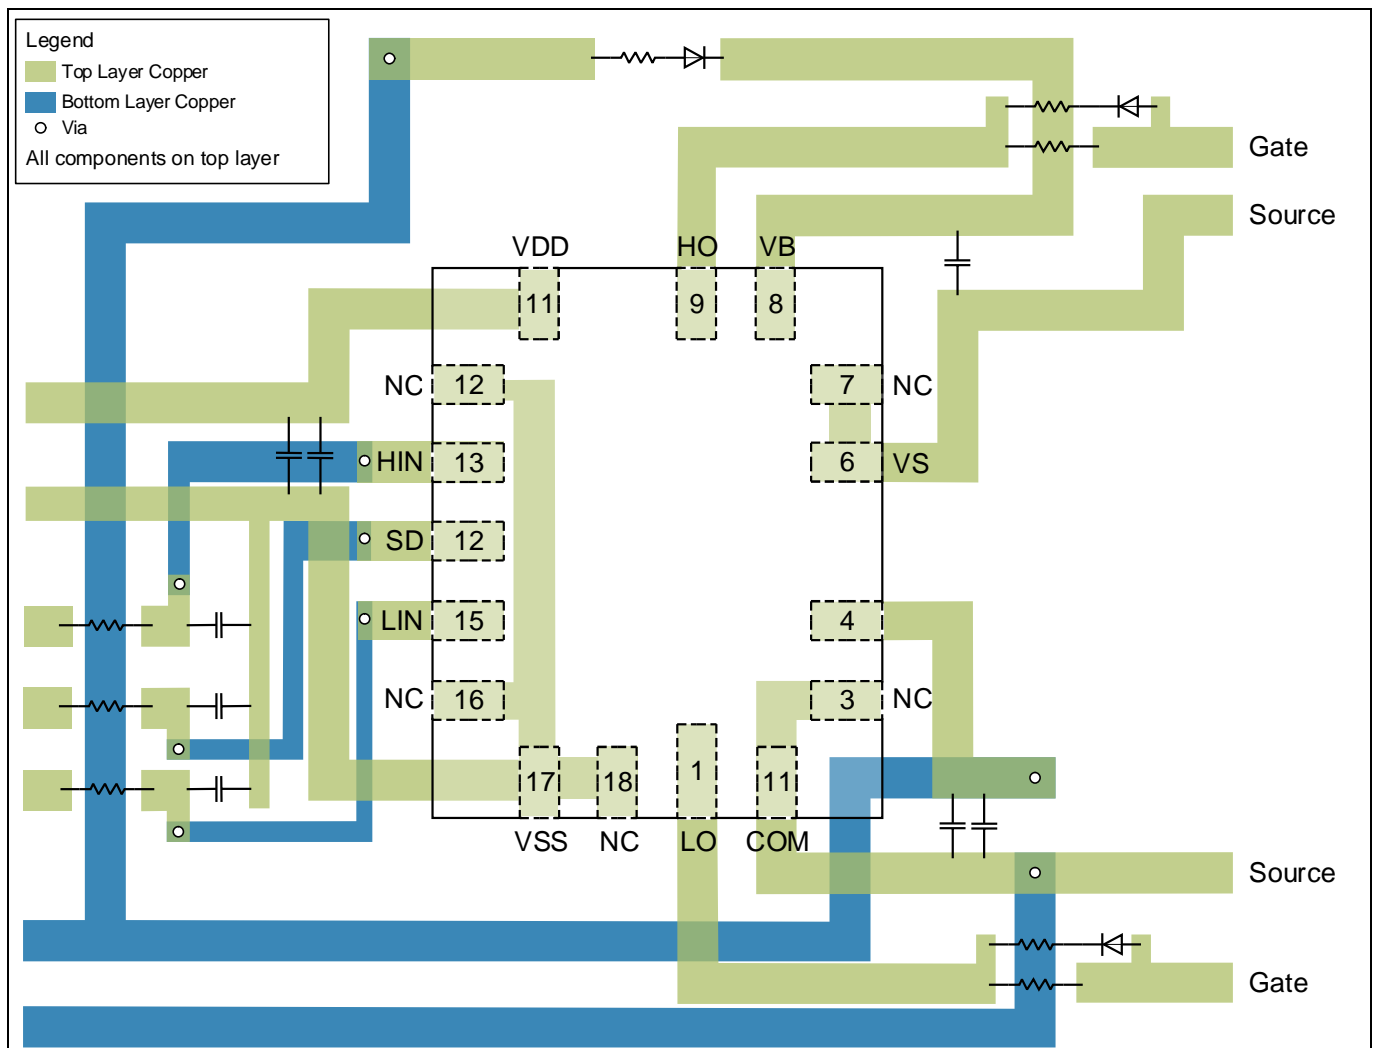 Legend
Top Layer Copper
Bottom Layer Copper
Via
All components on top layer
Gate
Source
VDD
HO
VB
11
9
8
NC
12
7
NC
HIN
13
6
VS
SD
12
LIN
15
4
NC
16
3
NC
17
18
1
11
VSS
NC
LO
COM
Source
Gate